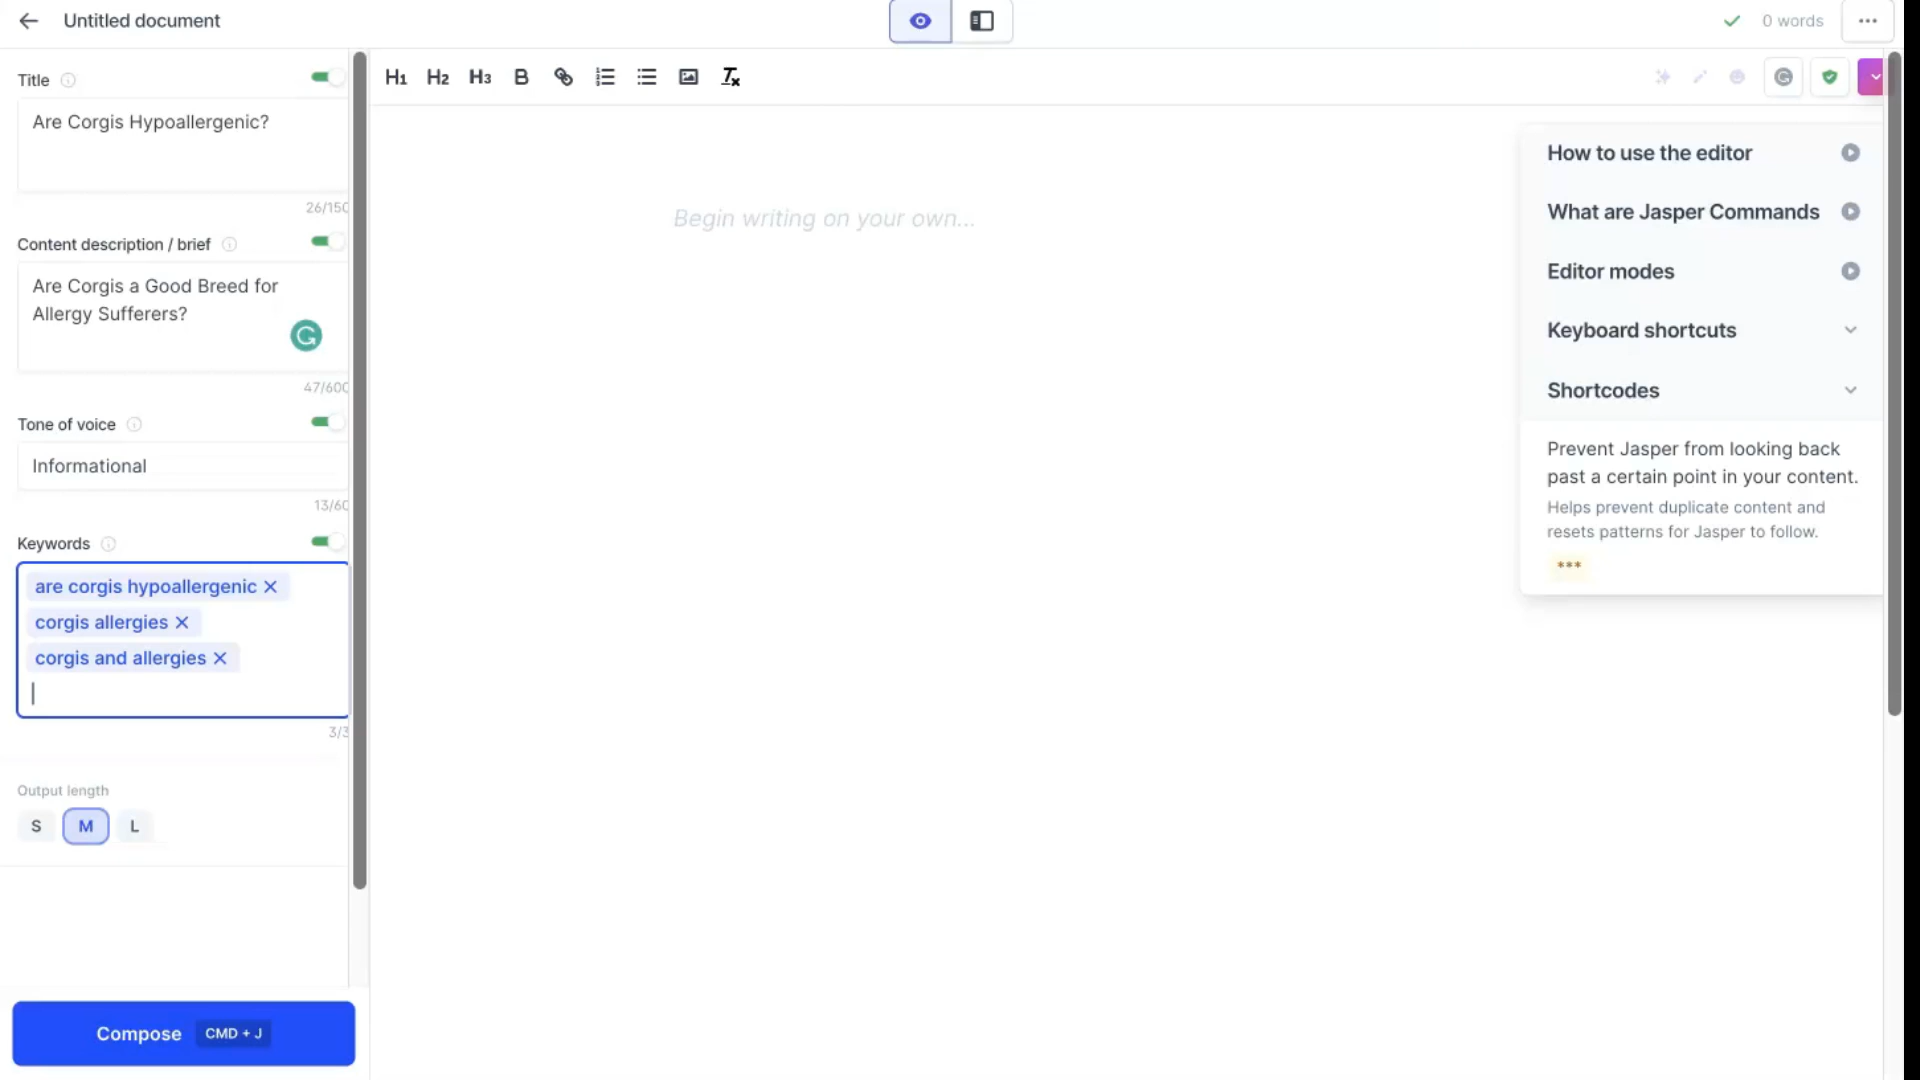 Untitled document
0 words
Title
Are Corgis Hypoallergenic?
26/150
Content description / brief
Are Corgis a Good Breed for
Allergy Sufferers?
47/600
Tone of voice
Informational
13/60
Keywords
are corgis hypoallergenic
corgis allergies
corgis and allergies
3/3
Output length
S M L
Compose CMD + J
H1 H2 H3 B
Begin writing on your own...
How to use the editor
What are Jasper Commands
Editor modes
Keyboard shortcuts
Shortcodes
Prevent Jasper from looking back
past a certain point in your content.
Helps prevent duplicate content and
resets patterns for Jasper to follow.
***